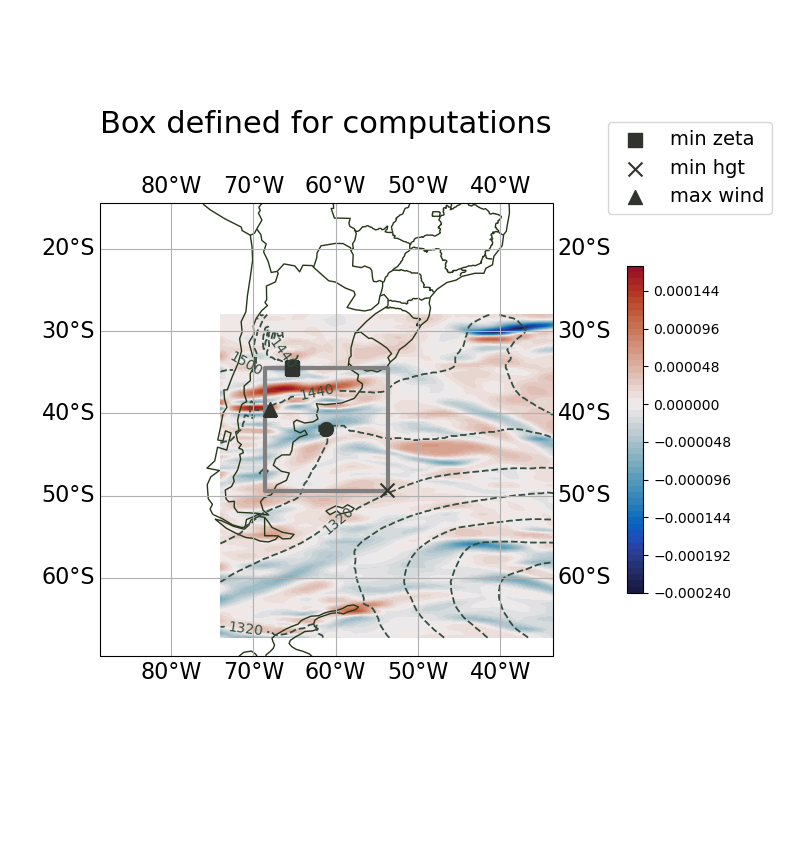 Box defined for computations
min zeta
min hgt
max wind
80°W 70°W 60°W 50°W 40°W
20°S 20°S
30°S 30°S
40°S 40°S
50°S 50°S
60°S 60°S
80°W 70°W 60°W 50°W 40°W
1500
1440
1440
1320
1320
0.000144
0.000096
0.000048
0.000000
−0.000048
−0.000096
−0.000144
−0.000192
−0.000240